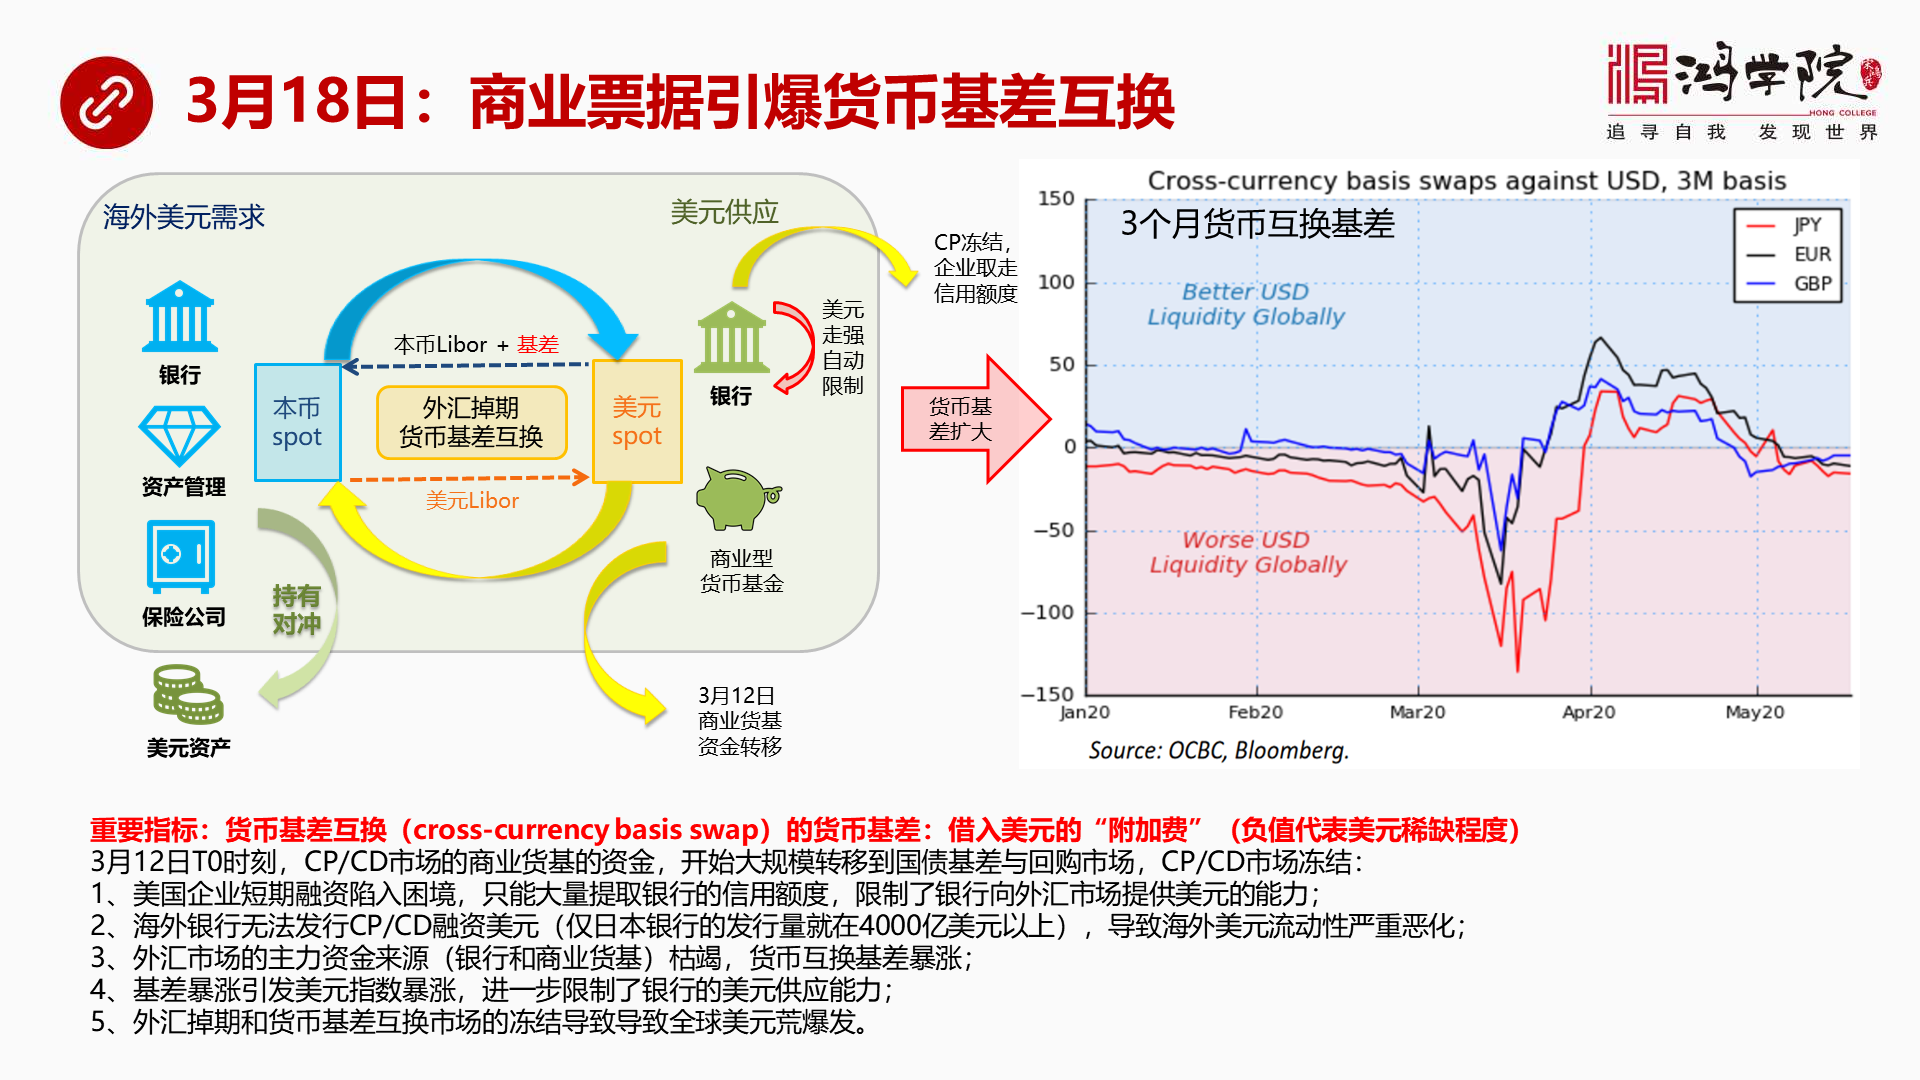 3月18日：商业票据引爆货币基差互换
鸿学院
HONG COLLEGE
追寻自我 发现世界
海外美元需求
美元供应
银行
资产管理
保险公司
美元资产
持有
对冲
本币
spot
本币Libor + 基差
外汇掉期
货币基差互换
美元Libor
美元
spot
银行
美元
走强
自动
限制
CP冻结，
企业取走
信用额度
商业型
货币基金
3月12日
商业货基
资金转移
货币基
差扩大
Cross-currency basis swaps against USD, 3M basis
3个月货币互换基差
JPY
EUR
GBP
Better USD
Liquidity Globally
Worse USD
Liquidity Globally
150
100
50
0
−50
−100
−150
Jan20 Feb20 Mar20 Apr20 May20
Source: OCBC, Bloomberg.
重要指标：货币基差互换（cross-currency basis swap）的货币基差：借入美元的“附加费”（负值代表美元稀缺程度）
3月12日T0时刻，CP/CD市场的商业货基的资金，开始大规模转移到国债基差与回购市场，CP/CD市场冻结：
1、美国企业短期融资陷入困境，只能大量提取银行的信用额度，限制了银行向外汇市场提供美元的能力；
2、海外银行无法发行CP/CD融资美元（仅日本银行的发行量就在4000亿美元以上），导致海外美元流动性严重恶化；
3、外汇市场的主力资金来源（银行和商业货基）枯竭，货币互换基差暴涨；
4、基差暴涨引发美元指数暴涨，进一步限制了银行的美元供应能力；
5、外汇掉期和货币基差互换市场的冻结导致导致全球美元荒爆发。